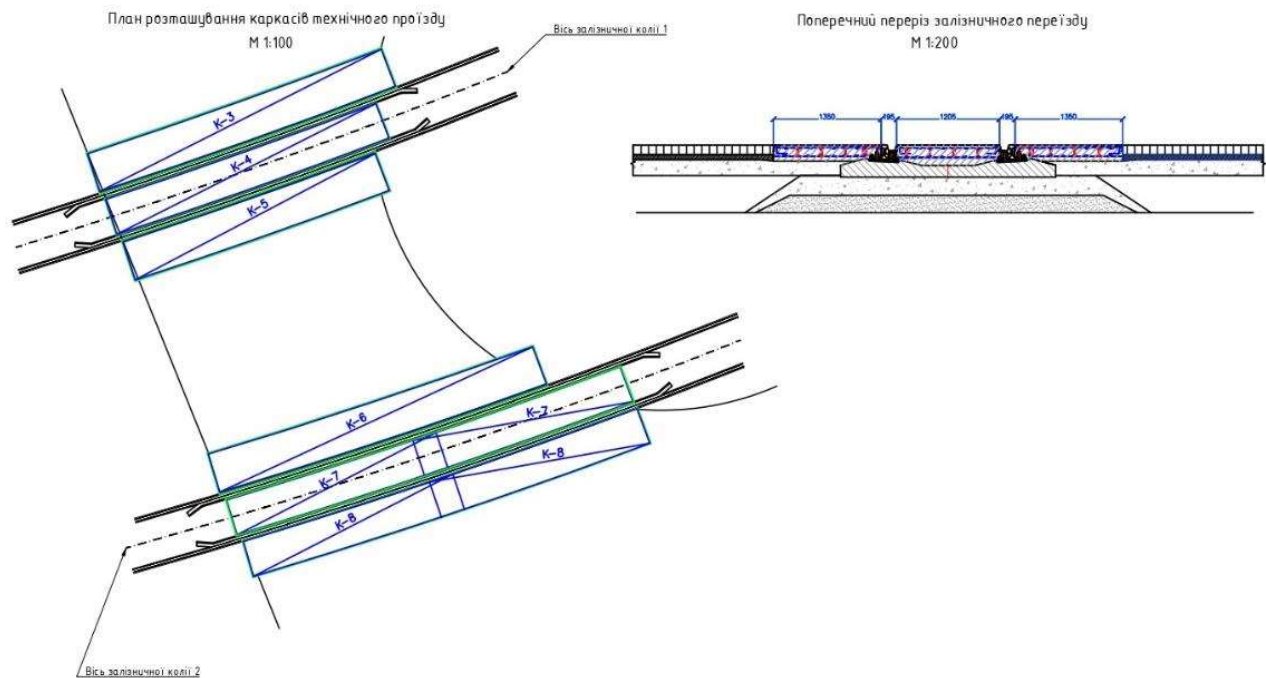 План розташування каркасів технічного проїзду
М 1:100
Вісь залізничної колії 1
Поперечний переріз залізничного переїзду
М 1:200
1350
195
1205
195
1350
К-3
К-4
К-5
К-6
К-7
К-7
К-8
К-8
Вісь залізничної колії 2